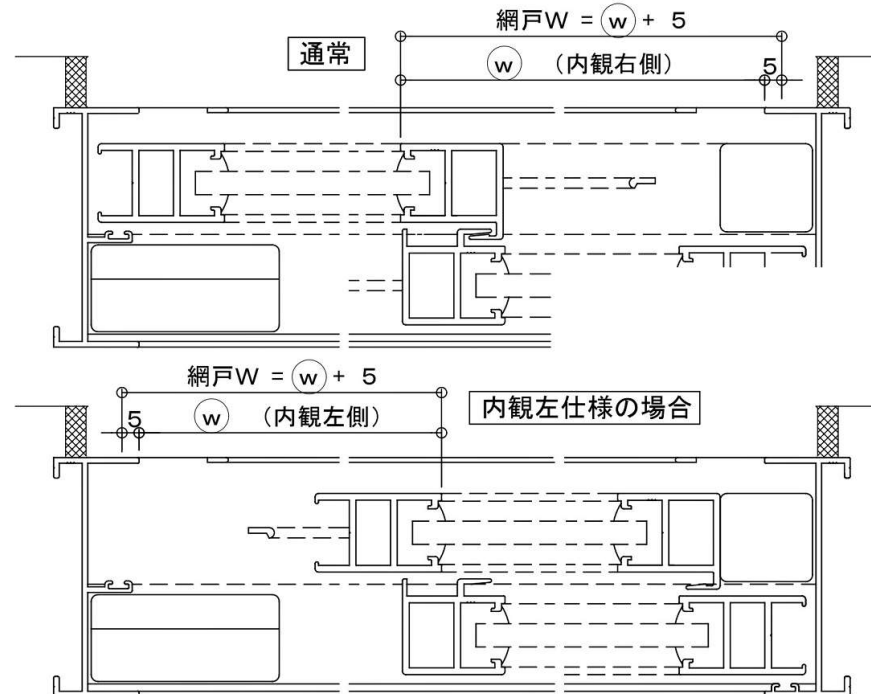 網戸W = w + 5
通常
w （内観右側） 5
網戸W = w + 5
内観左仕様の場合
5 w （内観左側）